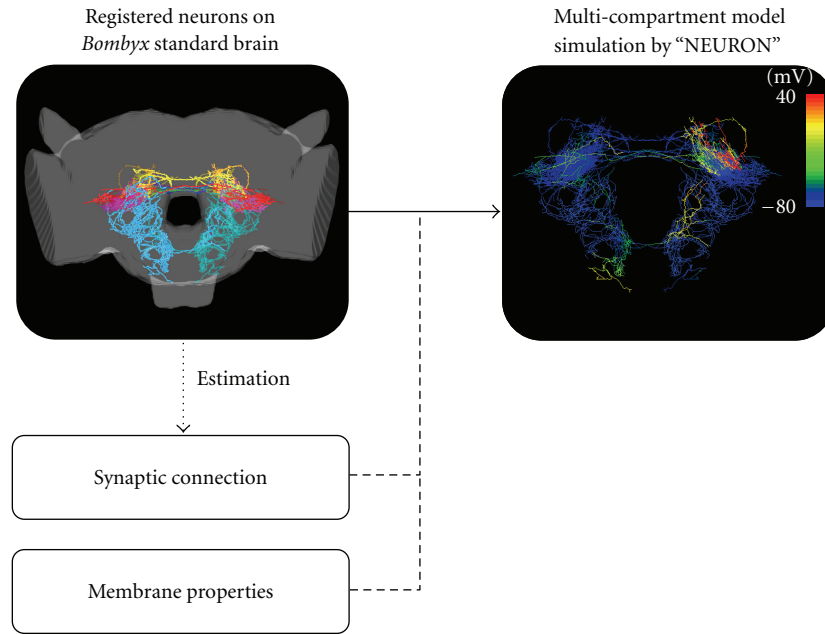 Registered neurons on
Bombyx standard brain
Multi-compartment model
simulation by “NEURON”
(mV)
40
−80
Estimation
Synaptic connection
Membrane properties